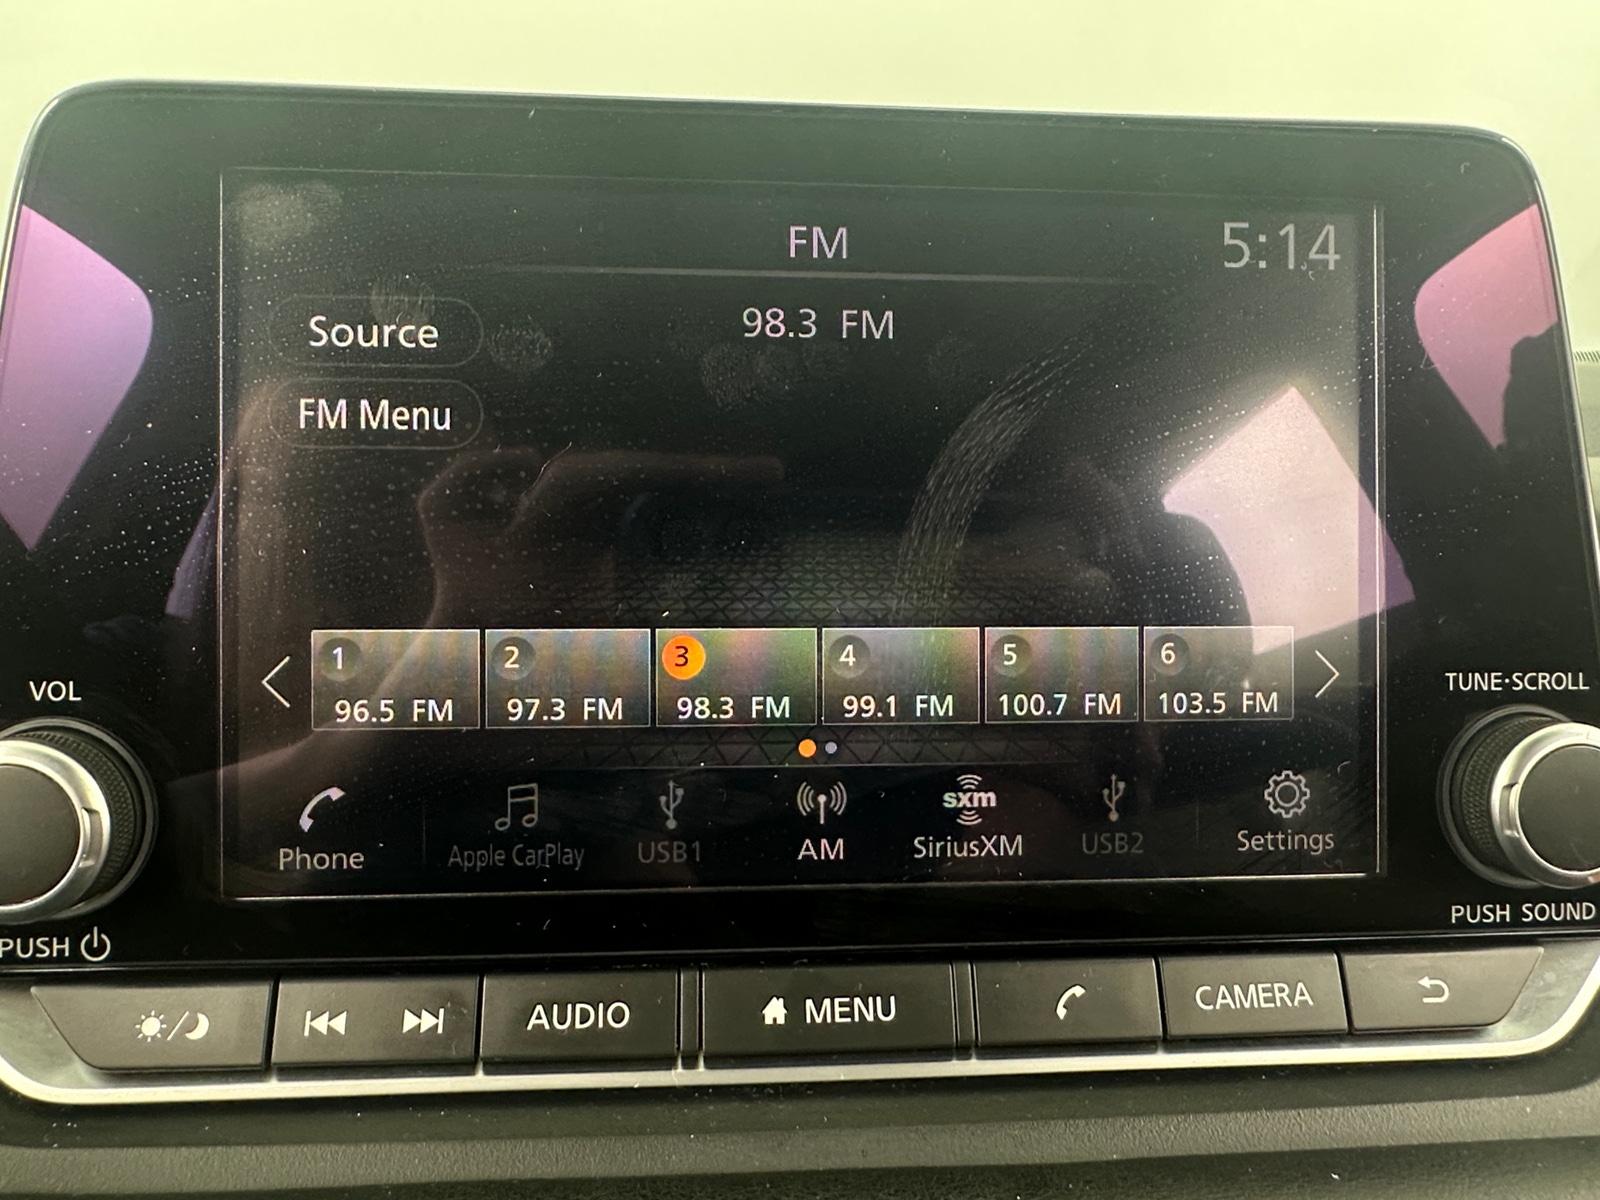 FM
5:14
Source
98.3 FM
FM Menu
1
96.5 FM
2
97.3 FM
3
98.3 FM
4
99.1 FM
5
100.7 FM
6
103.5 FM
VOL
TUNE·SCROLL
Phone
Apple CarPlay
USB1
AM
sxm
SiriusXM
USB2
Settings
PUSH
PUSH SOUND
AUDIO
MENU
CAMERA